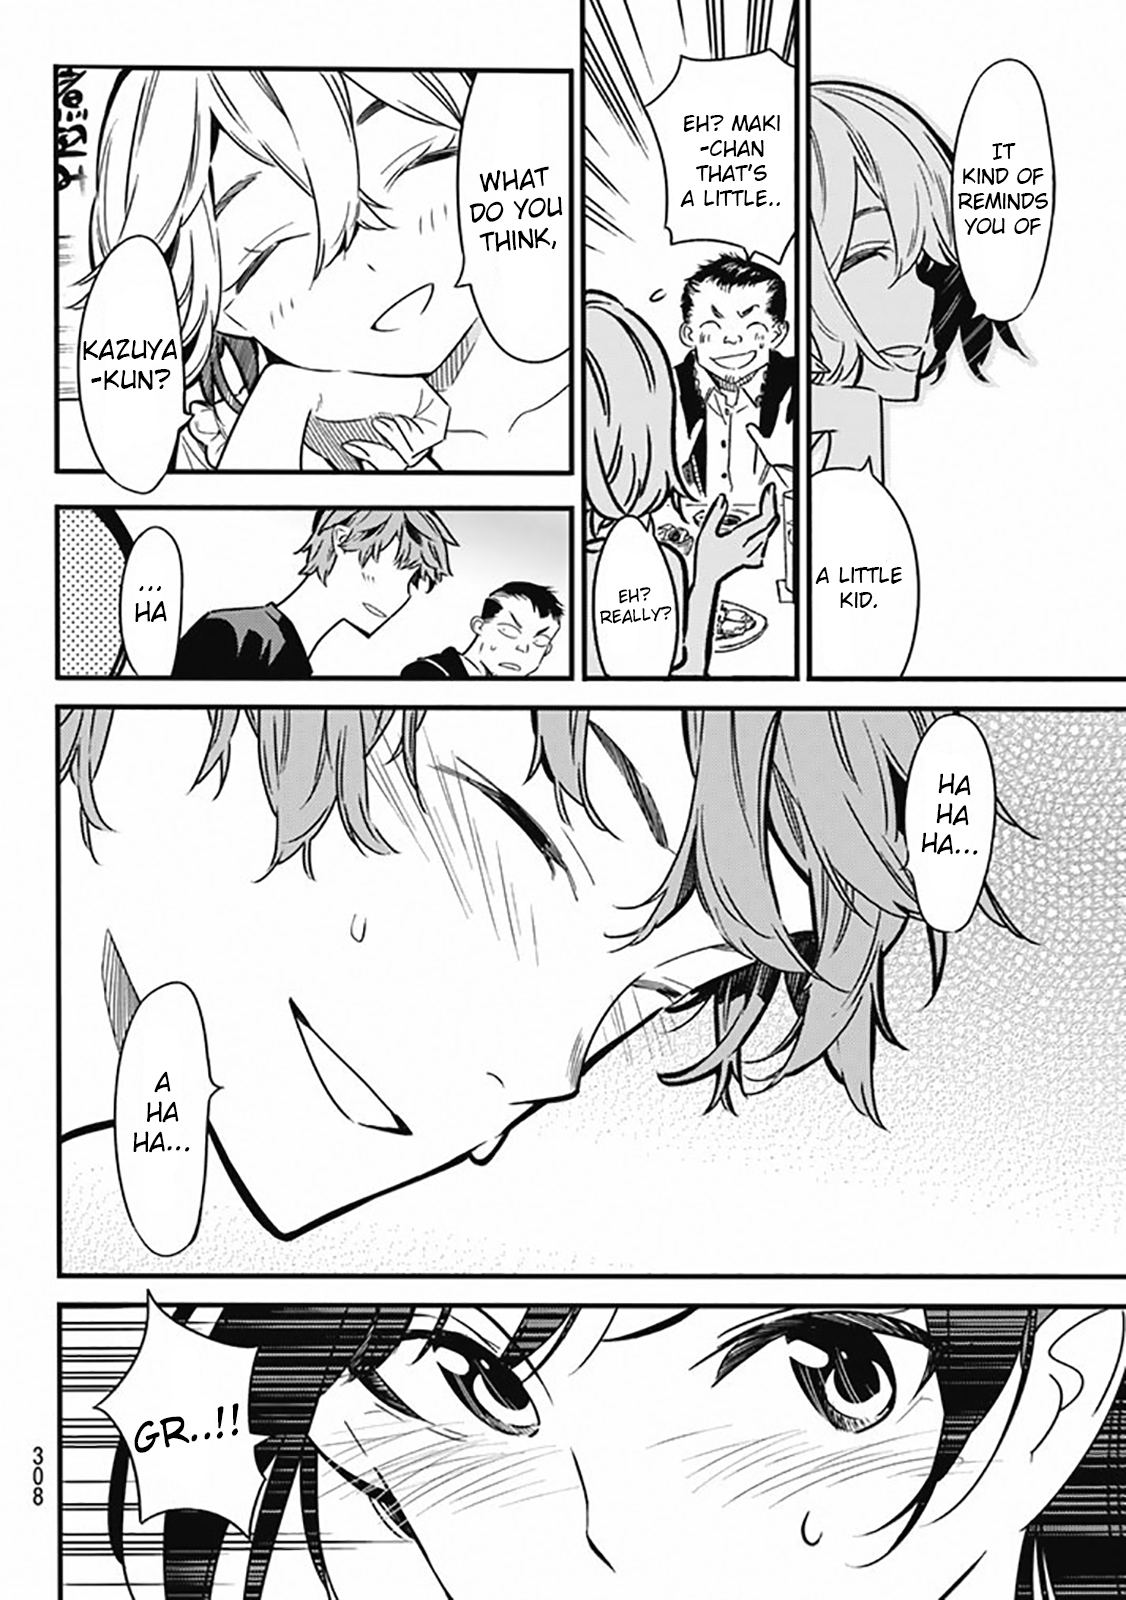 IT
KIND OF
REMINDS
YOU OF
A LITTLE
KID.
EH? MAKI
-CHAN
THAT'S
A LITTLE..
EH?
REALLY?
WHAT
DO YOU
THINK,
KAZUYA
-KUN?
...
HA
HA
HA
HA...
A
HA
HA...
GR..!!
308